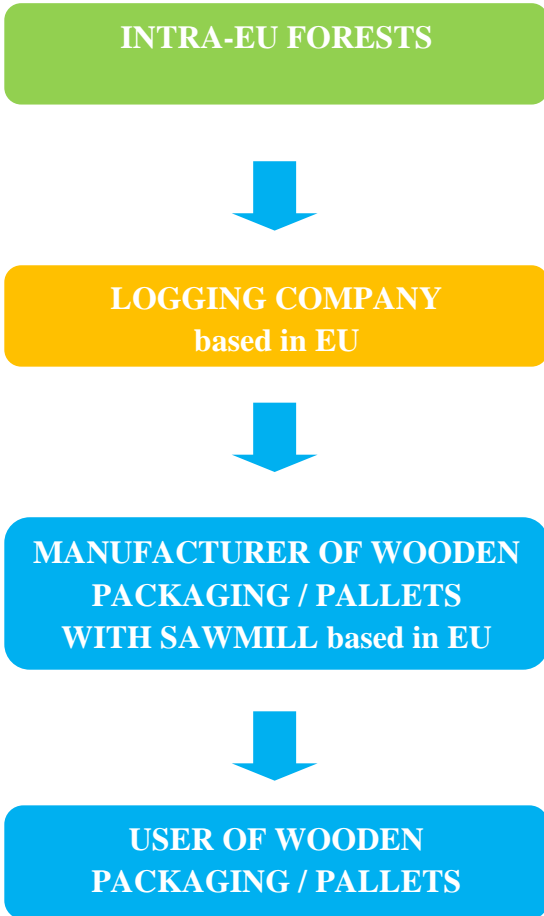 INTRA-EU FORESTS
LOGGING COMPANY
based in EU
MANUFACTURER OF WOODEN
PACKAGING / PALLETS
WITH SAWMILL based in EU
USER OF WOODEN
PACKAGING / PALLETS